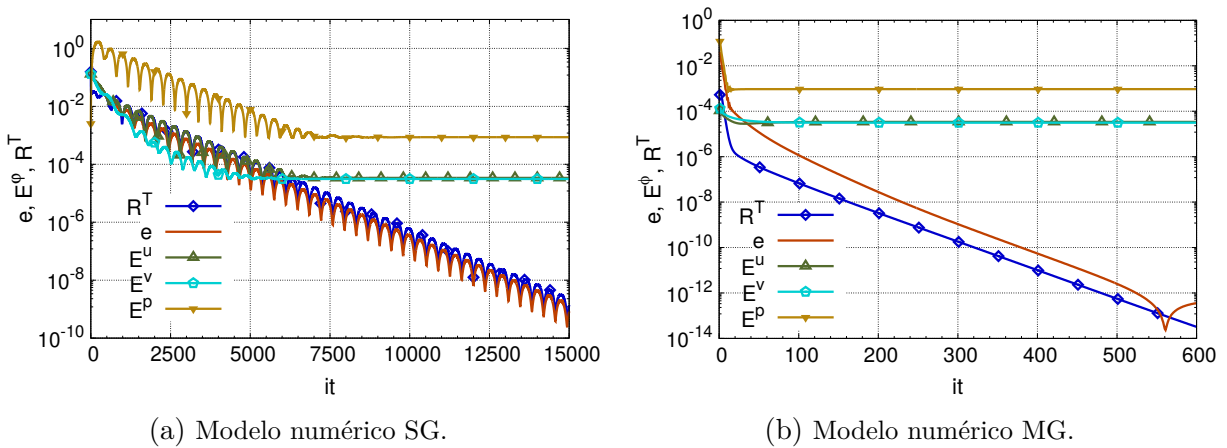 10^0
10^-2
10^-4
10^-6
10^-8
10^-10
e, E^φ, R^T
R^T
e
E^u
E^v
E^p
0 2500 5000 7500 10000 12500 15000
it
(a) Modelo numérico SG.
10^0
10^-2
10^-4
10^-6
10^-8
10^-10
10^-12
10^-14
e, E^ϕ, R^T
R^T
e
E^u
E^v
E^p
0 100 200 300 400 500 600
it
(b) Modelo numérico MG.